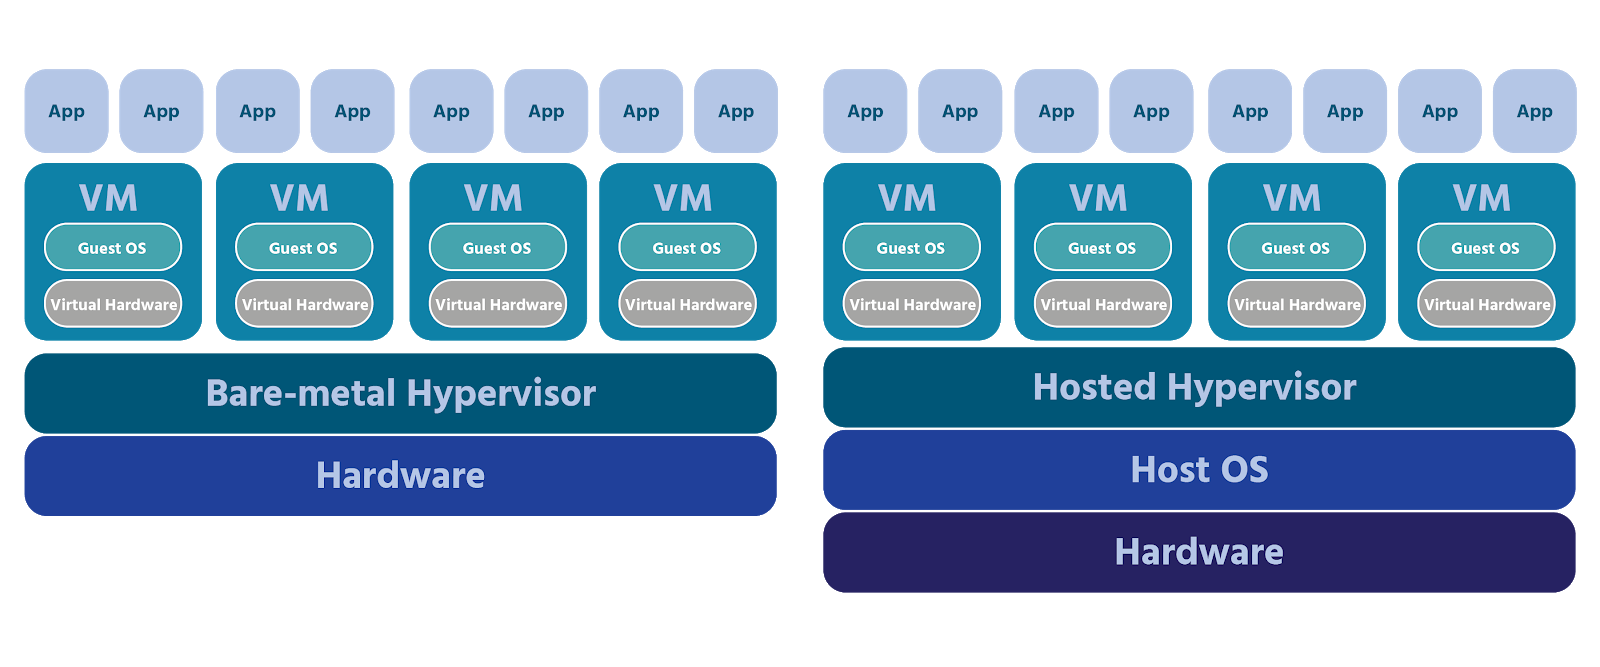 App App App App App App App App
VM VM VM VM
Guest OS Guest OS Guest OS Guest OS
Virtual Hardware Virtual Hardware Virtual Hardware Virtual Hardware
Bare-metal Hypervisor
Hardware
App App App App App App App App
VM VM VM VM
Guest OS Guest OS Guest OS Guest OS
Virtual Hardware Virtual Hardware Virtual Hardware Virtual Hardware
Hosted Hypervisor
Host OS
Hardware